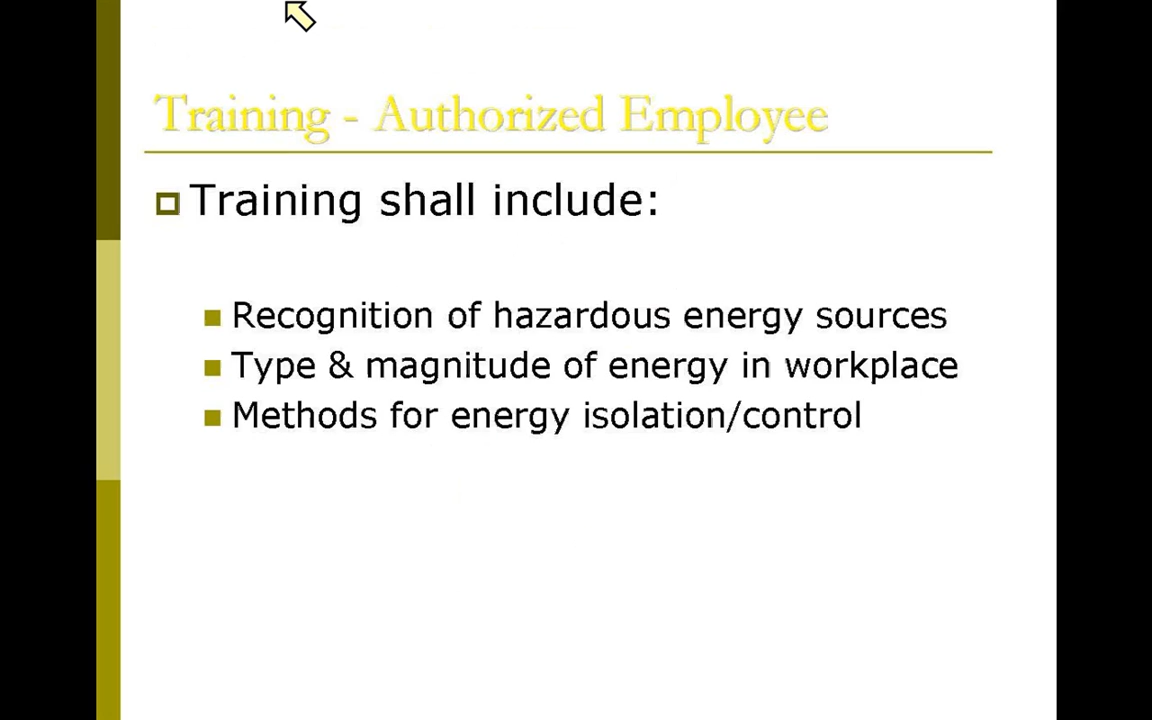 Training - Authorized Employee
Training shall include:
Recognition of hazardous energy sources
Type & magnitude of energy in workplace
Methods for energy isolation/control